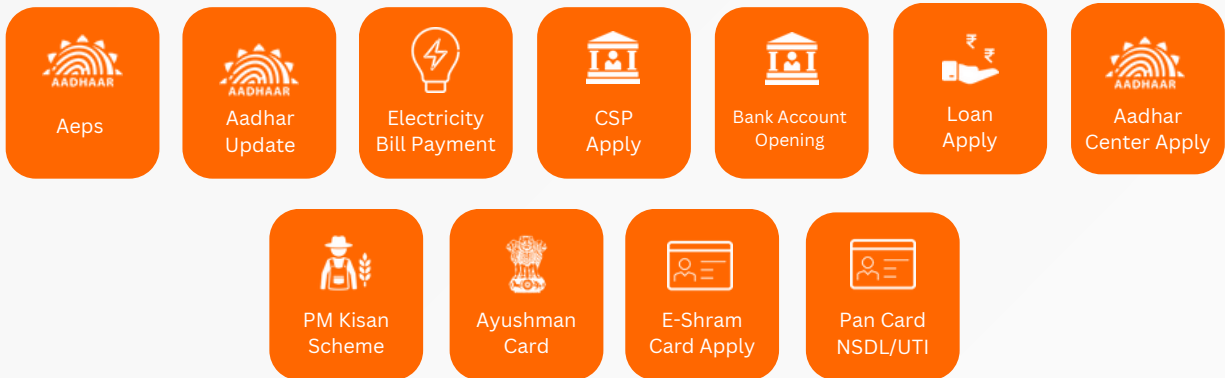 AADHAAR
Aeps
AADHAAR
Aadhar
Update
Electricity
Bill Payment
CSP
Apply
Bank Account
Opening
₹ ₹
Loan
Apply
AADHAAR
Aadhar
Center Apply
PM Kisan
Scheme
Ayushman
Card
E-Shram
Card Apply
Pan Card
NSDL/UTI